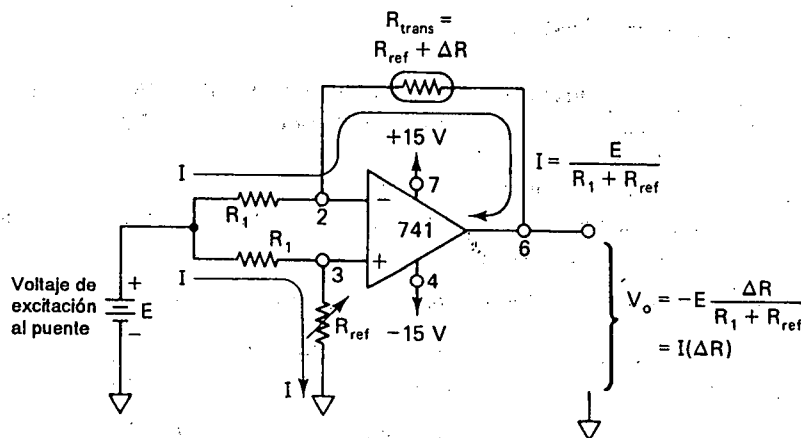 R_trans =
R_ref + ΔR
+15 V
I
I = E / (R_1 + R_ref)
7
R_1
2
−
741
R_1
6
3
+
4
I
Voltaje de
excitación
al puente
+
E
−
R_ref
−15 V
V_o = −E ΔR / (R_1 + R_ref)
= I(ΔR)
I